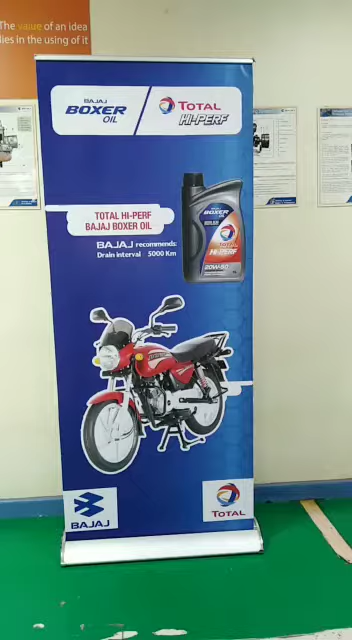 The value of an idea
lies in the using of it
BAJAJ
BOXER
OIL
TOTAL
HI-PERF
TOTAL HI-PERF
BAJAJ BOXER OIL
BAJAJ recommends:
Drain interval 5000 Km
BAJAJ
BOXER
TOTAL
HI-PERF
20W-50
BAJAJ
TOTAL